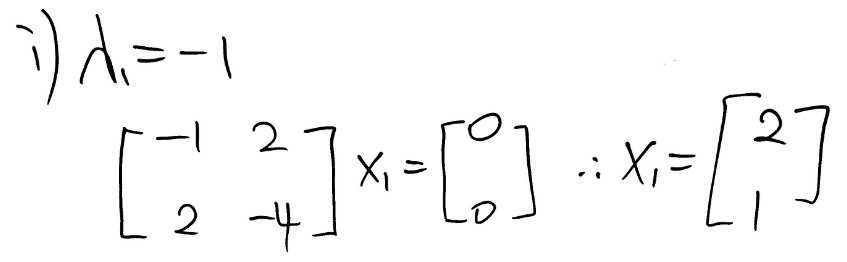 i) λ₁ = -1
[-1 2; 2 -4] x₁ = [0; 0] ∴ x₁ = [2; 1]